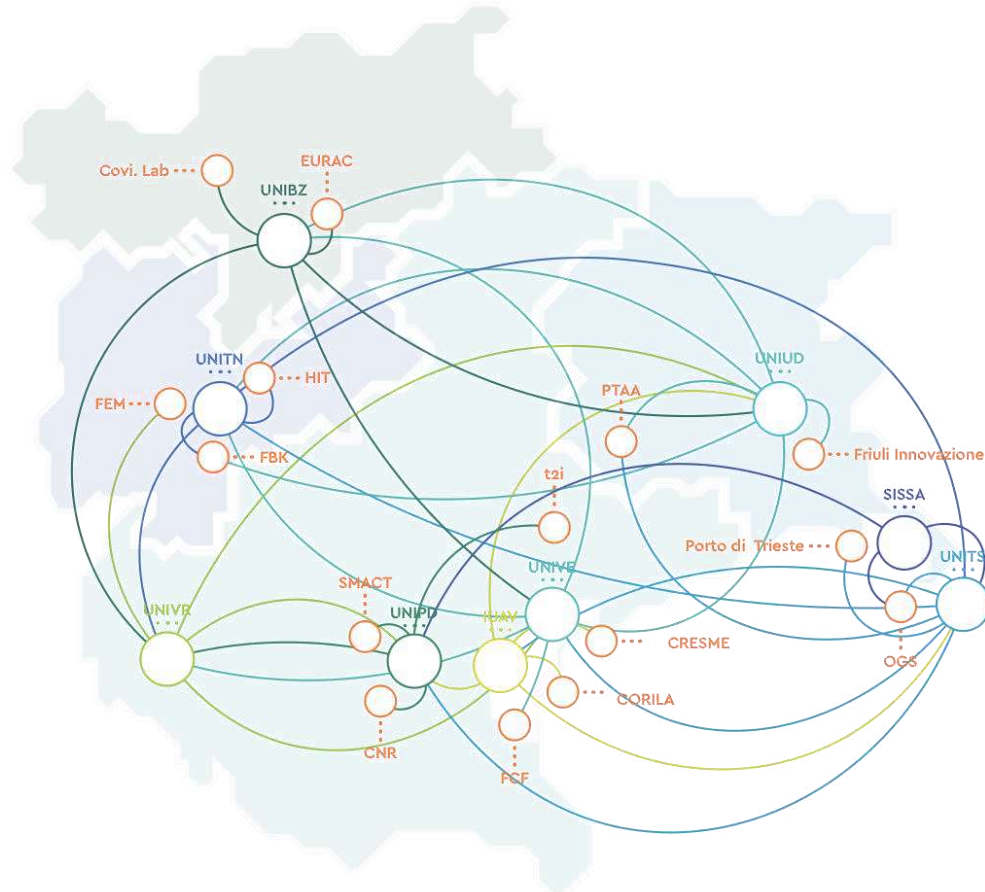 EURAC
Covi. Lab
UNIBZ
UNITN
UNIUD
HIT
PTAA
FEM
FBK
Friuli Innovazione
t2i
SISSA
Porto di Trieste
UNITS
UNIVE
SMACT
UNIVR
UNIPD
IUAV
CRESME
OGS
CORILA
CNR
FCF